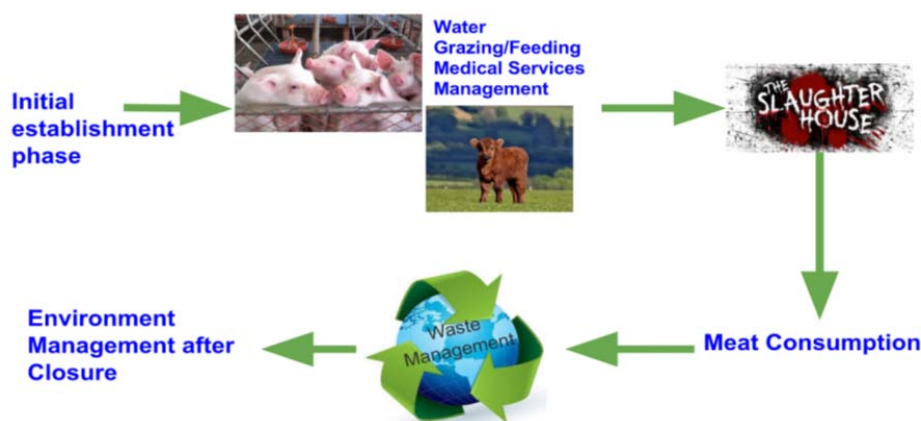 Initial
establishment
phase
Water
Grazing/Feeding
Medical Services
Management
THE
SLAUGHTER
HOUSE
Meat Consumption
Waste
Management
Environment
Management after
Closure